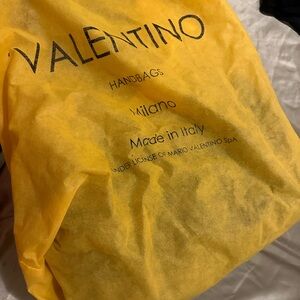 VALENTINO
HANDBAGS
Milano
Made in Italy
UNDER LICENSE OF MARIO VALENTINO SpA